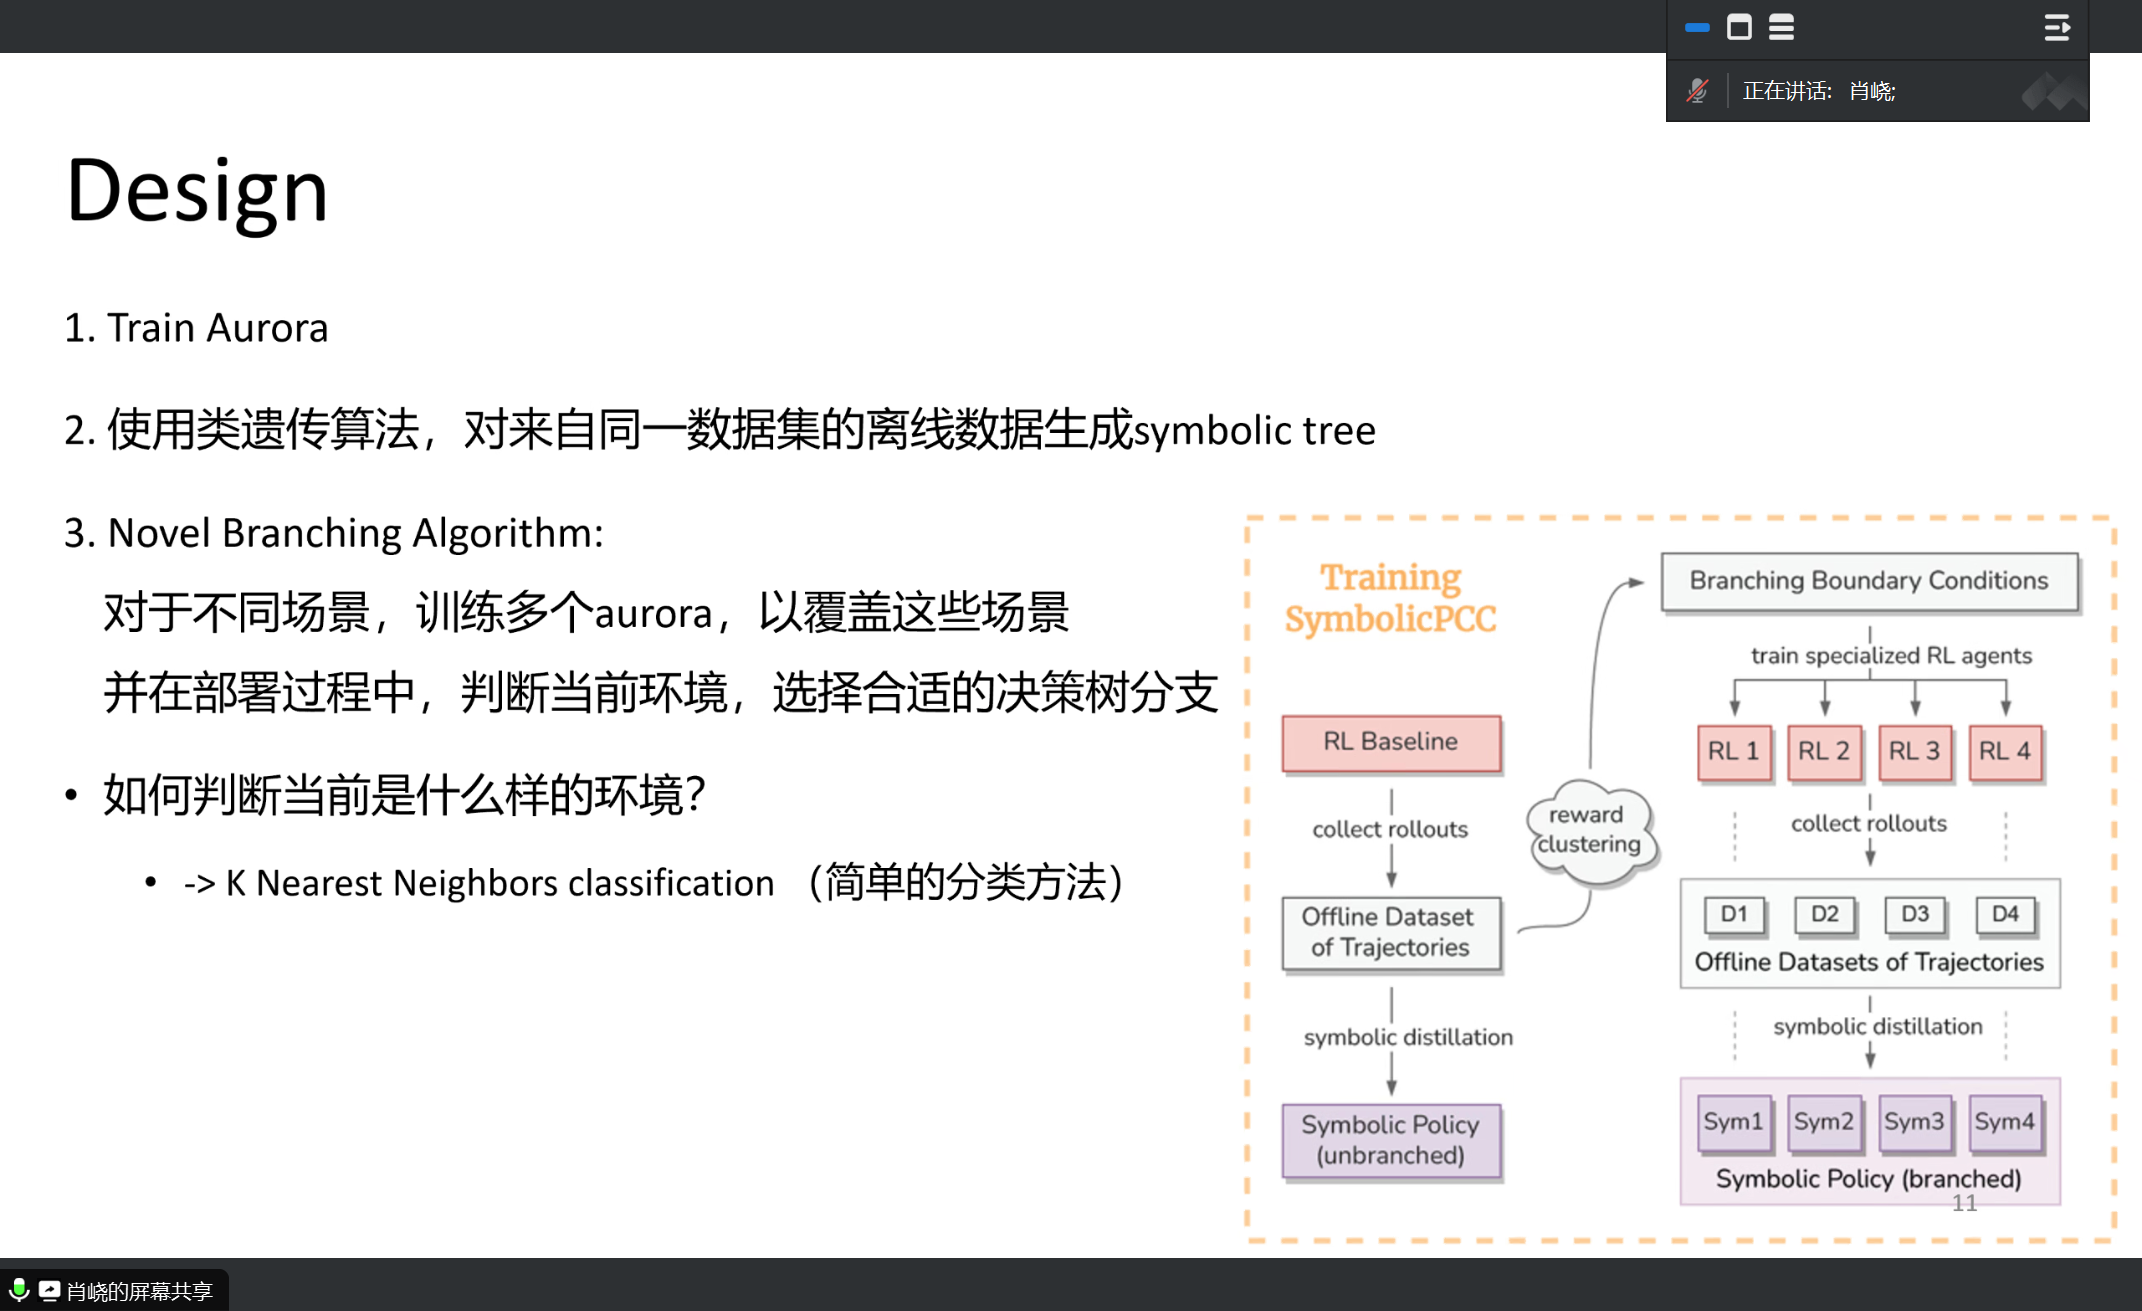 正在讲话: 肖峣;
Design
1. Train Aurora
2. 使用类遗传算法，对来自同一数据集的离线数据生成symbolic tree
3. Novel Branching Algorithm:
对于不同场景，训练多个aurora，以覆盖这些场景
并在部署过程中，判断当前环境，选择合适的决策树分支
• 如何判断当前是什么样的环境？
• -> K Nearest Neighbors classification （简单的分类方法）
Training
SymbolicPCC
RL Baseline
collect rollouts
Offline Dataset
of Trajectories
symbolic distillation
Symbolic Policy
(unbranched)
reward
clustering
Branching Boundary Conditions
train specialized RL agents
RL 1 RL 2 RL 3 RL 4
collect rollouts
D1 D2 D3 D4
Offline Datasets of Trajectories
symbolic distillation
Sym1 Sym2 Sym3 Sym4
Symbolic Policy (branched)
11
肖峣的屏幕共享